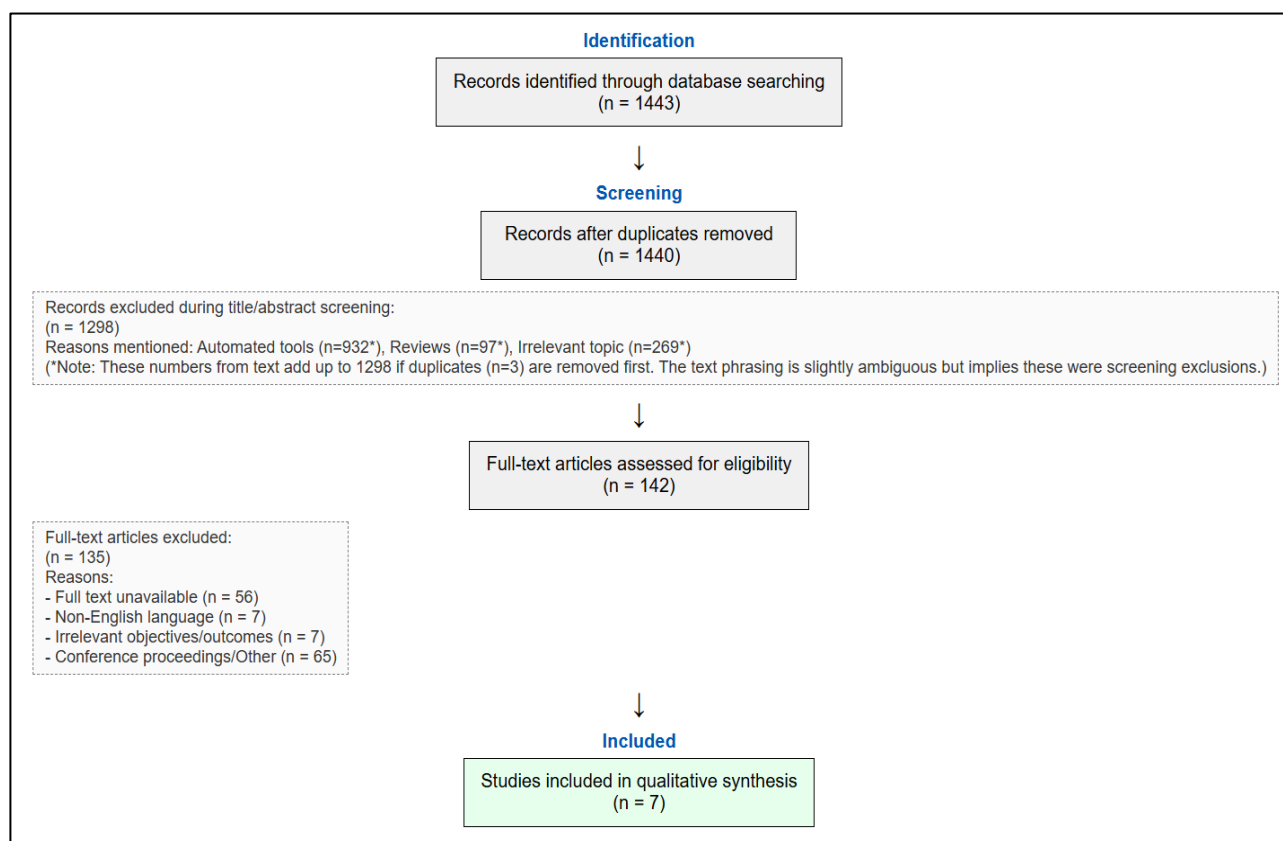 Identification
Records identified through database searching
(n = 1443)
↓
Screening
Records after duplicates removed
(n = 1440)
Records excluded during title/abstract screening:
(n = 1298)
Reasons mentioned: Automated tools (n=932*), Reviews (n=97*), Irrelevant topic (n=269*)
(*Note: These numbers from text add up to 1298 if duplicates (n=3) are removed first. The text phrasing is slightly ambiguous but implies these were screening exclusions.)
↓
Full-text articles assessed for eligibility
(n = 142)
Full-text articles excluded:
(n = 135)
Reasons:
- Full text unavailable (n = 56)
- Non-English language (n = 7)
- Irrelevant objectives/outcomes (n = 7)
- Conference proceedings/Other (n = 65)
↓
Included
Studies included in qualitative synthesis
(n = 7)